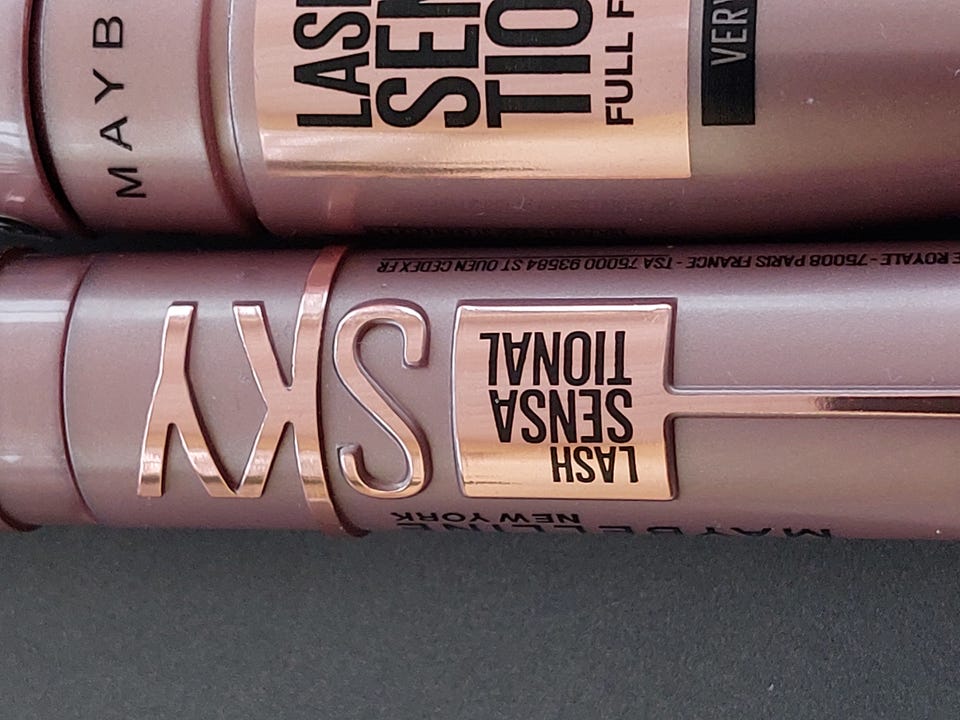 MAYB
LASH
SEN
TIO
FULL F
VERY
E ROYALE - 75008 PARIS FRANCE - TSA 75000 93584 ST OUEN CEDEX FR
SKY
LASH
SENSA
TIONAL
MAYBELLINE
NEW YORK